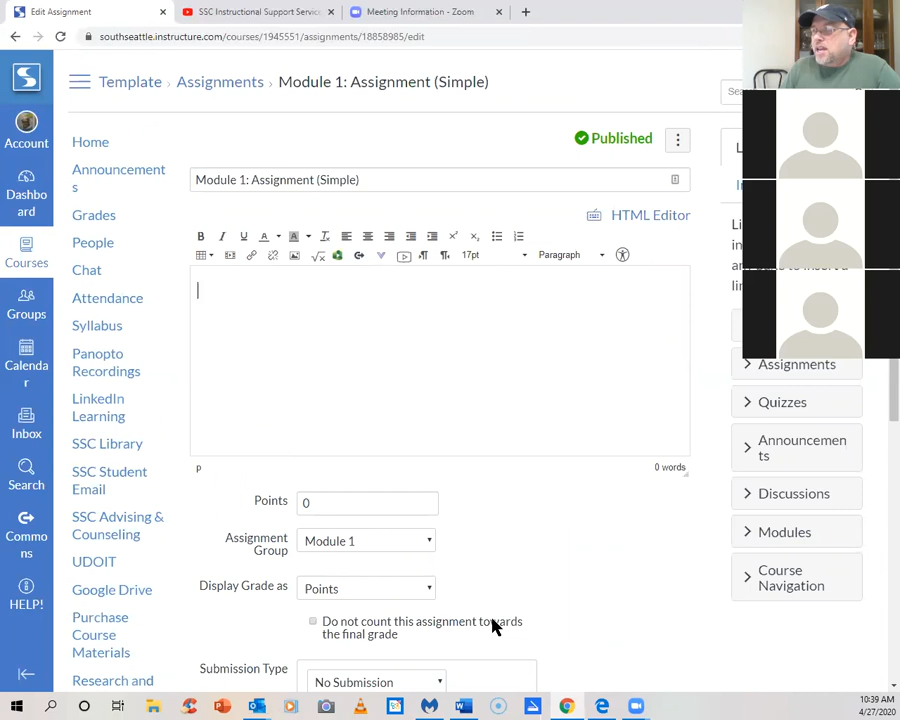 Edit Assignment
SSC Instructional Support Service
Meeting Information - Zoom
southseattle.instructure.com/courses/1945551/assignments/18858985/edit
Template › Assignments › Module 1: Assignment (Simple)
Account
Dashbo
ard
Courses
Groups
Calenda
r
Inbox
Search
Commo
ns
HELP!
Home
Announcement
s
Grades
People
Chat
Attendance
Syllabus
Panopto
Recordings
LinkedIn
Learning
SSC Library
SSC Student
Email
SSC Advising &
Counseling
UDOIT
Google Drive
Purchase
Course
Materials
Research and
Published
Module 1: Assignment (Simple)
HTML Editor
B I U A A
17pt Paragraph
p 0 words
Points 0
Assignment
Group
Module 1
Display Grade as Points
Do not count this assignment towards
the final grade
Submission Type
No Submission
Assignments
Quizzes
Announcemen
ts
Discussions
Modules
Course
Navigation
10:39 AM
4/27/2020